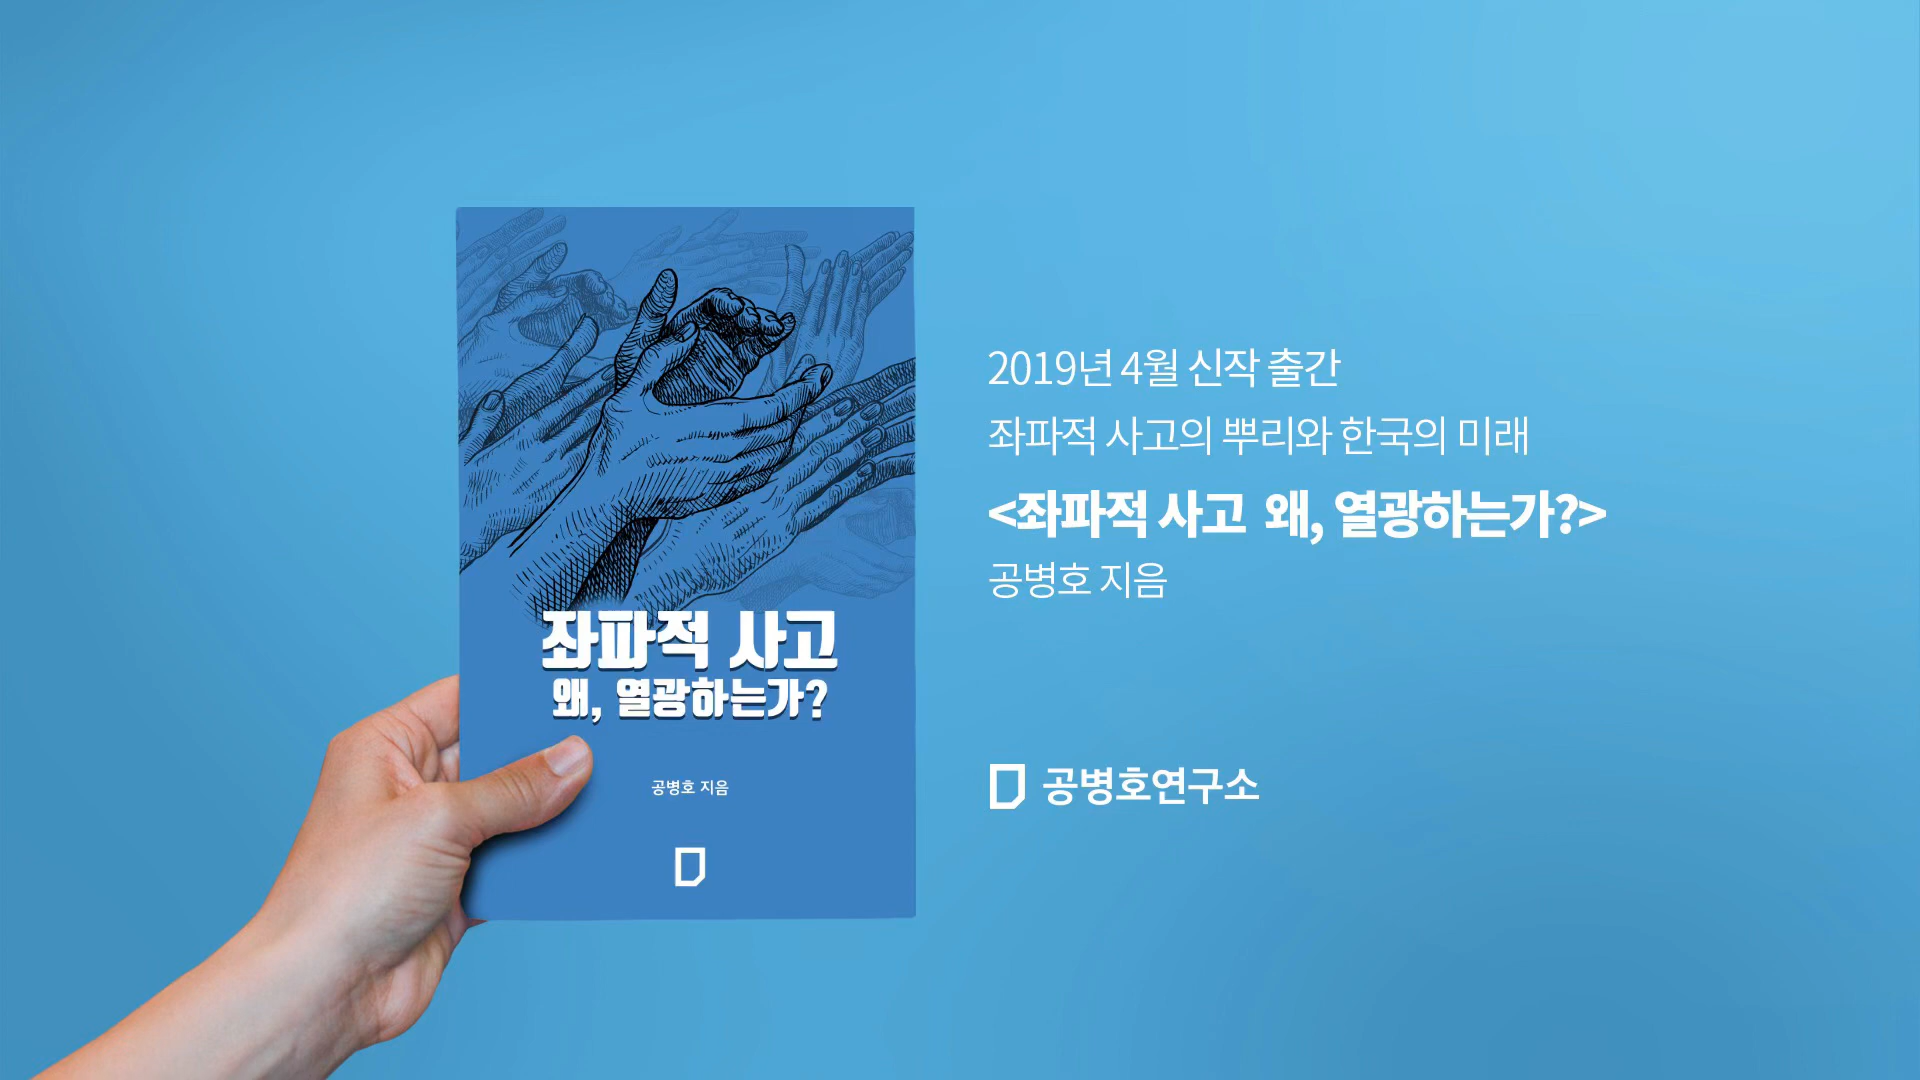 좌파적 사고
왜, 열광하는가?
공병호 지음
2019년 4월 신작 출간
좌파적 사고의 뿌리와 한국의 미래
<좌파적 사고 왜, 열광하는가?>
공병호 지음
공병호연구소